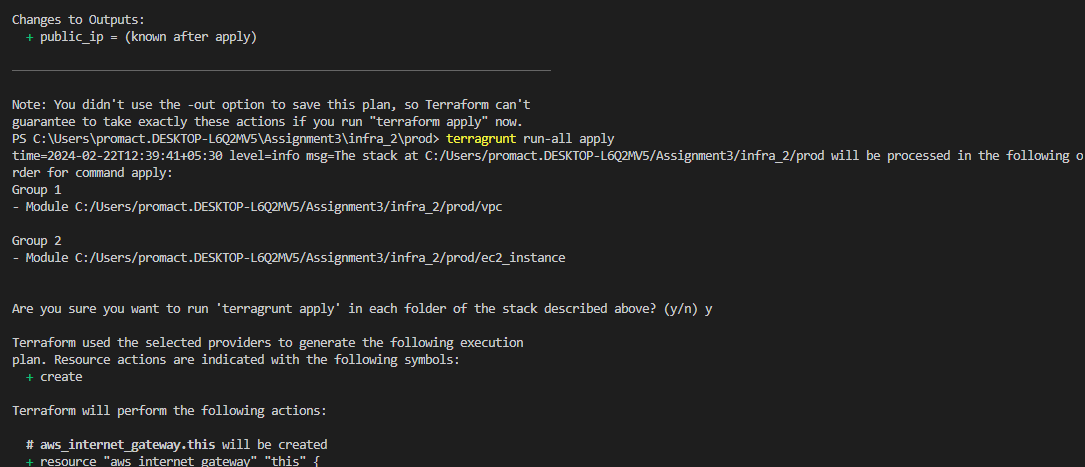 Changes to Outputs:
+ public_ip = (known after apply)
Note: You didn't use the -out option to save this plan, so Terraform can't
guarantee to take exactly these actions if you run "terraform apply" now.
PS C:\Users\promact.DESKTOP-L6Q2MV5\Assignment3\infra_2\prod> terragrunt run-all apply
time=2024-02-22T12:39:41+05:30 level=info msg=The stack at C:/Users/promact.DESKTOP-L6Q2MV5/Assignment3/infra_2/prod will be processed in the following o
rder for command apply:
Group 1
- Module C:/Users/promact.DESKTOP-L6Q2MV5/Assignment3/infra_2/prod/vpc
Group 2
- Module C:/Users/promact.DESKTOP-L6Q2MV5/Assignment3/infra_2/prod/ec2_instance
Are you sure you want to run 'terragrunt apply' in each folder of the stack described above? (y/n) y
Terraform used the selected providers to generate the following execution
plan. Resource actions are indicated with the following symbols:
+ create
Terraform will perform the following actions:
# aws_internet_gateway.this will be created
+ resource "aws_internet_gateway" "this" {